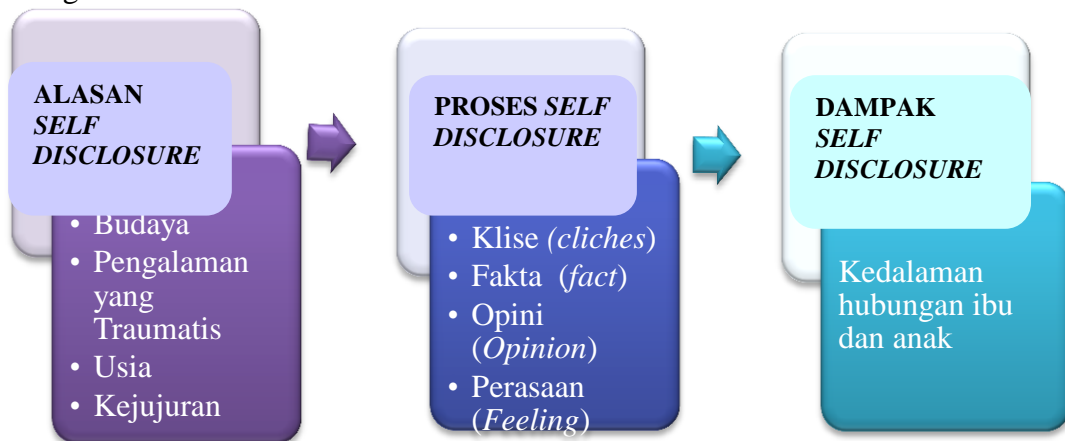 ALASAN
SELF
DISCLOSURE
• Budaya
• Pengalaman
yang
Traumatis
• Usia
• Kejujuran
PROSES SELF
DISCLOSURE
• Klise (cliches)
• Fakta (fact)
• Opini
(Opinion)
• Perasaan
(Feeling)
DAMPAK
SELF
DISCLOSURE
Kedalaman
hubungan ibu
dan anak